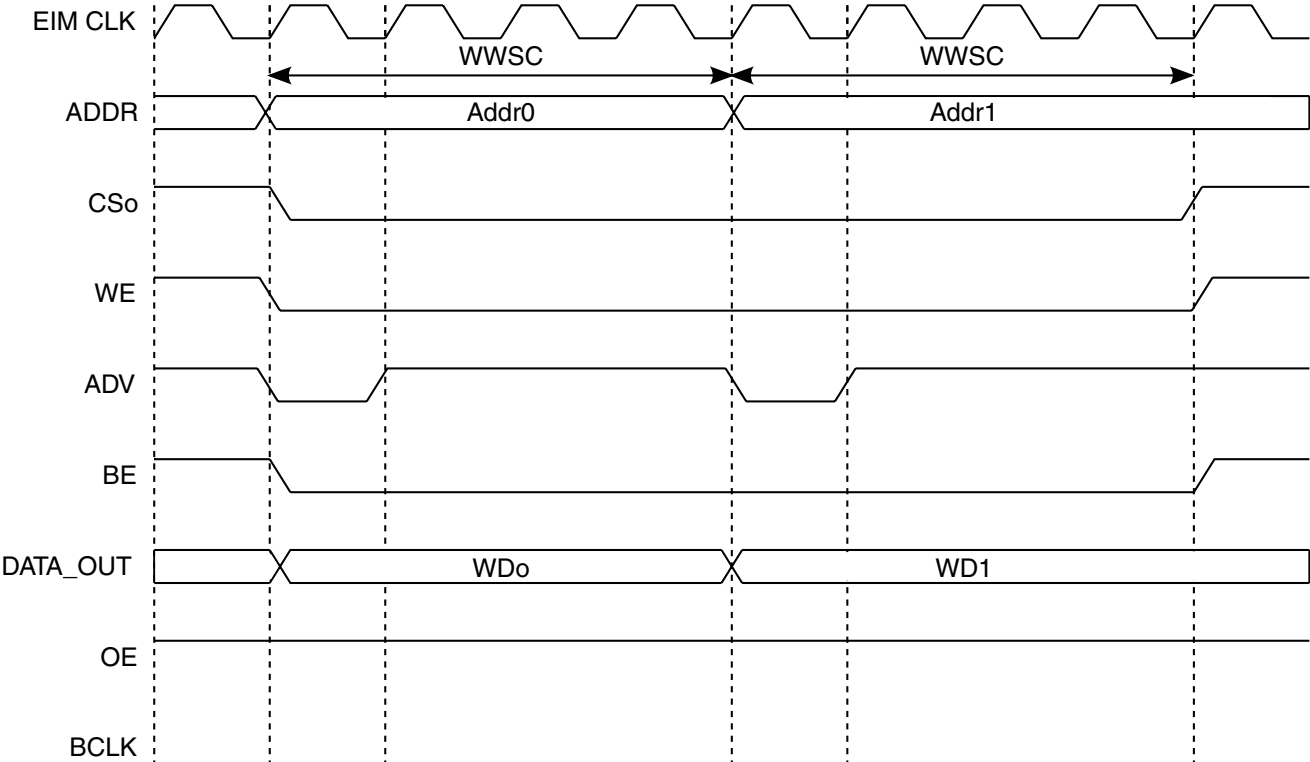 EIM CLK
WWSC WWSC
ADDR Addr0 Addr1
CSo
WE
ADV
BE
DATA_OUT WDo WD1
OE
BCLK